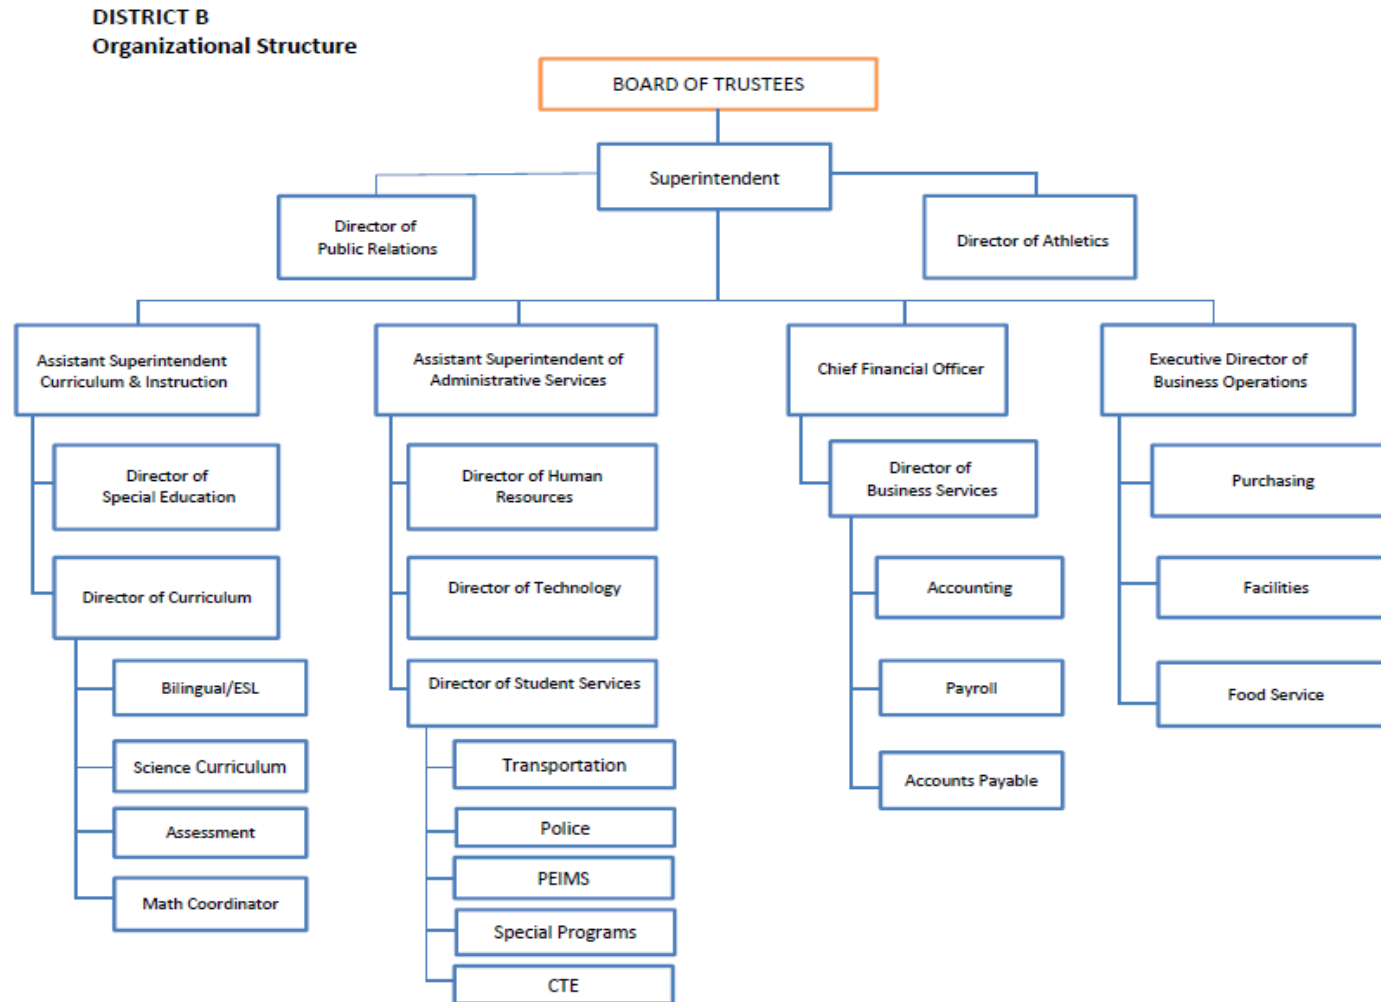 DISTRICT B
Organizational Structure
BOARD OF TRUSTEES
Superintendent
Director of
Public Relations
Director of Athletics
Assistant Superintendent
Curriculum & Instruction
Assistant Superintendent of
Administrative Services
Chief Financial Officer
Executive Director of
Business Operations
Director of
Special Education
Director of Curriculum
Bilingual/ESL
Science Curriculum
Assessment
Math Coordinator
Director of Human
Resources
Director of Technology
Director of Student Services
Transportation
Police
PEIMS
Special Programs
CTE
Director of
Business Services
Accounting
Payroll
Accounts Payable
Purchasing
Facilities
Food Service